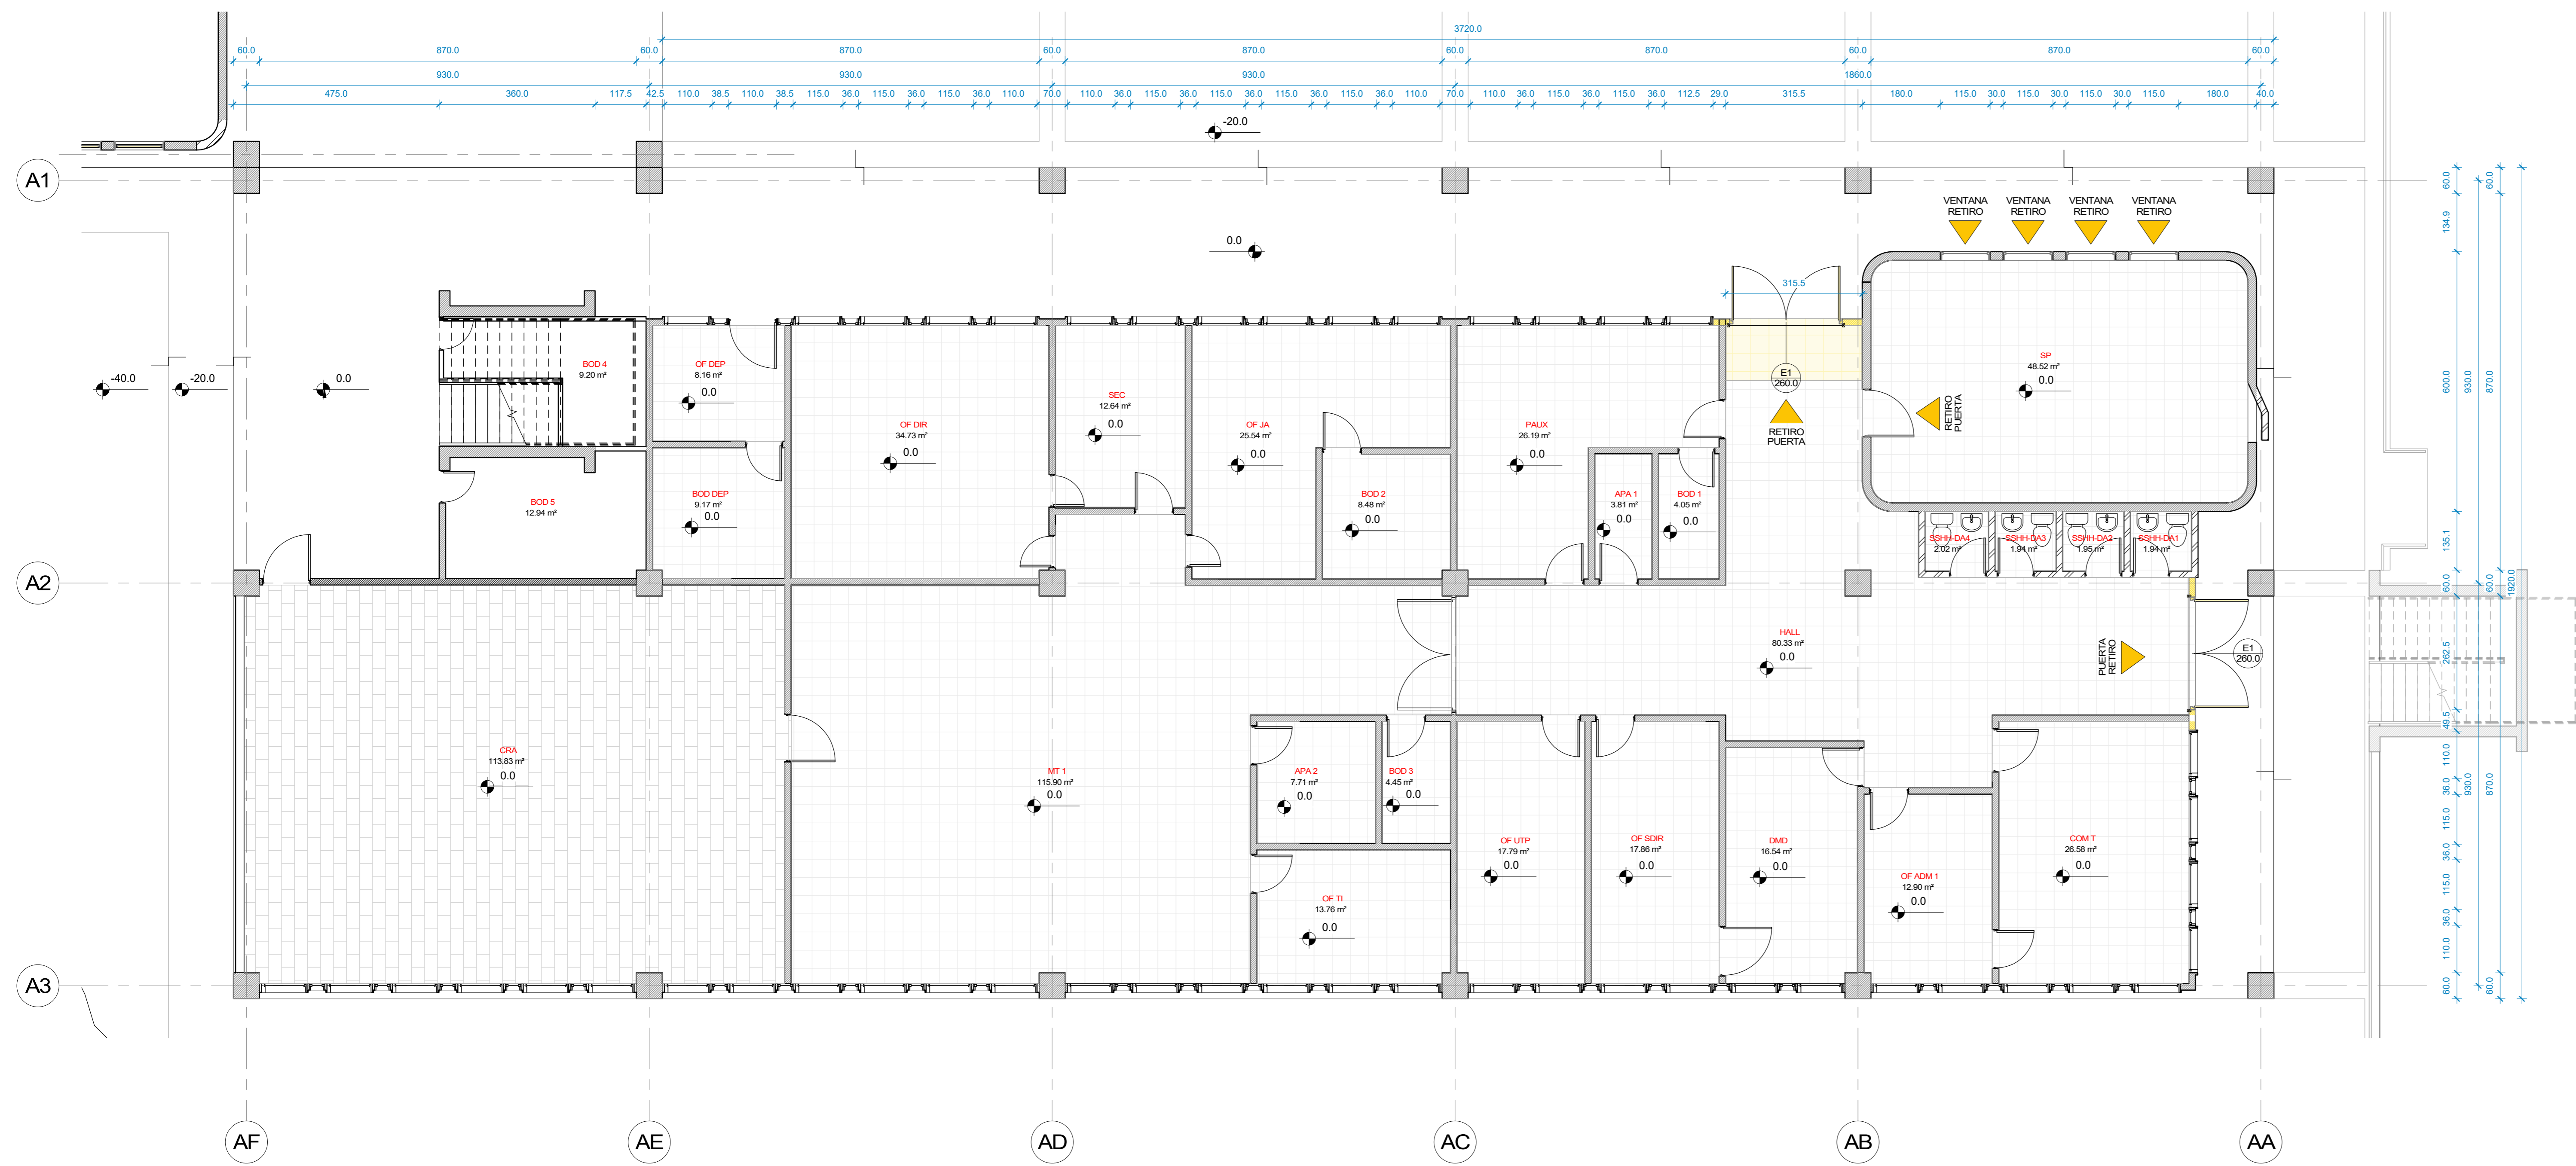 3720.0
60.0 870.0 60.0 870.0 60.0 870.0 60.0 870.0 60.0 870.0 60.0
930.0 930.0 930.0 1860.0
475.0 360.0 117.5 42.5 110.0 38.5 110.0 38.5 115.0 36.0 115.0 36.0 115.0 36.0 110.0 70.0 110.0 36.0 115.0 36.0 115.0 36.0 115.0 36.0 115.0 36.0 110.0 70.0 110.0 36.0 115.0 36.0 115.0 36.0 112.5 29.0 315.5 180.0 115.0 30.0 115.0 30.0 115.0 30.0 115.0 180.0 40.0
-20.0
A1
VENTANA
RETIRO
VENTANA
RETIRO
VENTANA
RETIRO
VENTANA
RETIRO
0.0
315.5
-40.0
-20.0
0.0
BOD 4
9.20 m²
OF DEP
8.16 m²
0.0
OF DIR
34.73 m²
0.0
SEC
12.64 m²
0.0
OF JA
25.54 m²
0.0
PAUX
26.19 m²
0.0
E1
260.0
RETIRO
PUERTA
RETIRO
PUERTA
SP
48.52 m²
0.0
BOD 5
12.94 m²
BOD DEP
9.17 m²
0.0
BOD 2
8.48 m²
0.0
APA 1
3.81 m²
0.0
BOD 1
4.05 m²
0.0
SSHH-DA4
2.02 m²
SSHH-DA3
1.94 m²
SSHH-DA2
1.95 m²
SSHH-DA1
1.94 m²
A2
HALL
80.33 m²
0.0
PUERTA
RETIRO
E1
260.0
CRA
113.83 m²
0.0
MT 1
115.90 m²
0.0
APA 2
7.71 m²
0.0
BOD 3
4.45 m²
0.0
OF TI
13.76 m²
0.0
OF UTP
17.79 m²
0.0
OF SDIR
17.86 m²
0.0
DMD
16.54 m²
0.0
OF ADM 1
12.90 m²
0.0
COM T
26.58 m²
0.0
A3
60.0 134.9 600.0 135.1 60.0 262.5 49.5 110.0 36.0 115.0 36.0 115.0 36.0 110.0 60.0
930.0 930.0
60.0 870.0 60.0 870.0 60.0
1920.0
AF AE AD AC AB AA